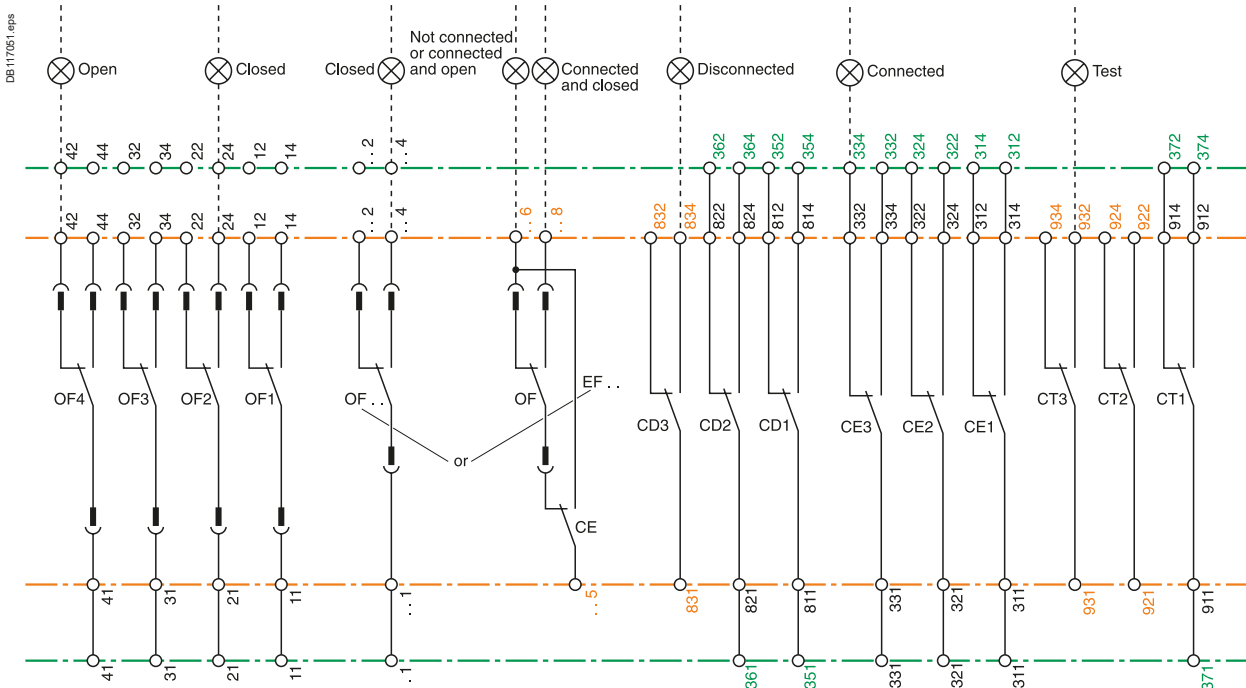 DB117051.eps
Open
Closed
Closed
Not connected
or connected
and open
Connected
and closed
Disconnected
Connected
Test
42 44 32 34 22 24 12 14 . . 2 . . 4 362 364 352 354 334 332 324 322 314 312 372 374
42 44 32 34 22 24 12 14 . . 2 . . 4 . . 6 . . 8 832 834 822 824 812 814 332 334 322 324 312 314 934 932 924 922 914 912
OF4 OF3 OF2 OF1 OF . . OF EF . . CD3 CD2 CD1 CE3 CE2 CE1 CT3 CT2 CT1
or
CE
41 31 21 11 . . 1 . . 5 831 821 811 331 321 311 931 921 911
41 31 21 11 . . 1 361 351 331 321 311 371